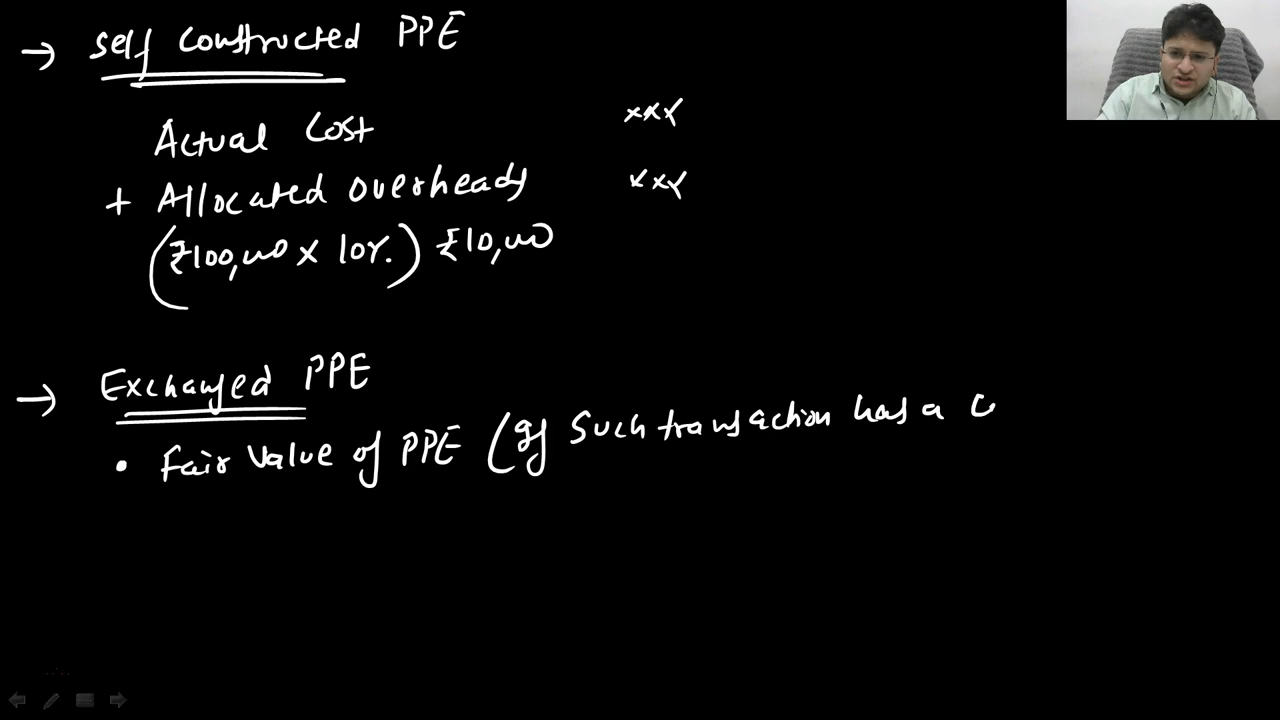 → Self Constructed PPE
Actual Cost xxx
+ Allocated overheads xxx
(₹100,000 x 10%.) ₹10,000
→ Exchanged PPE
• Fair Value of PPE (If Such transaction has a c